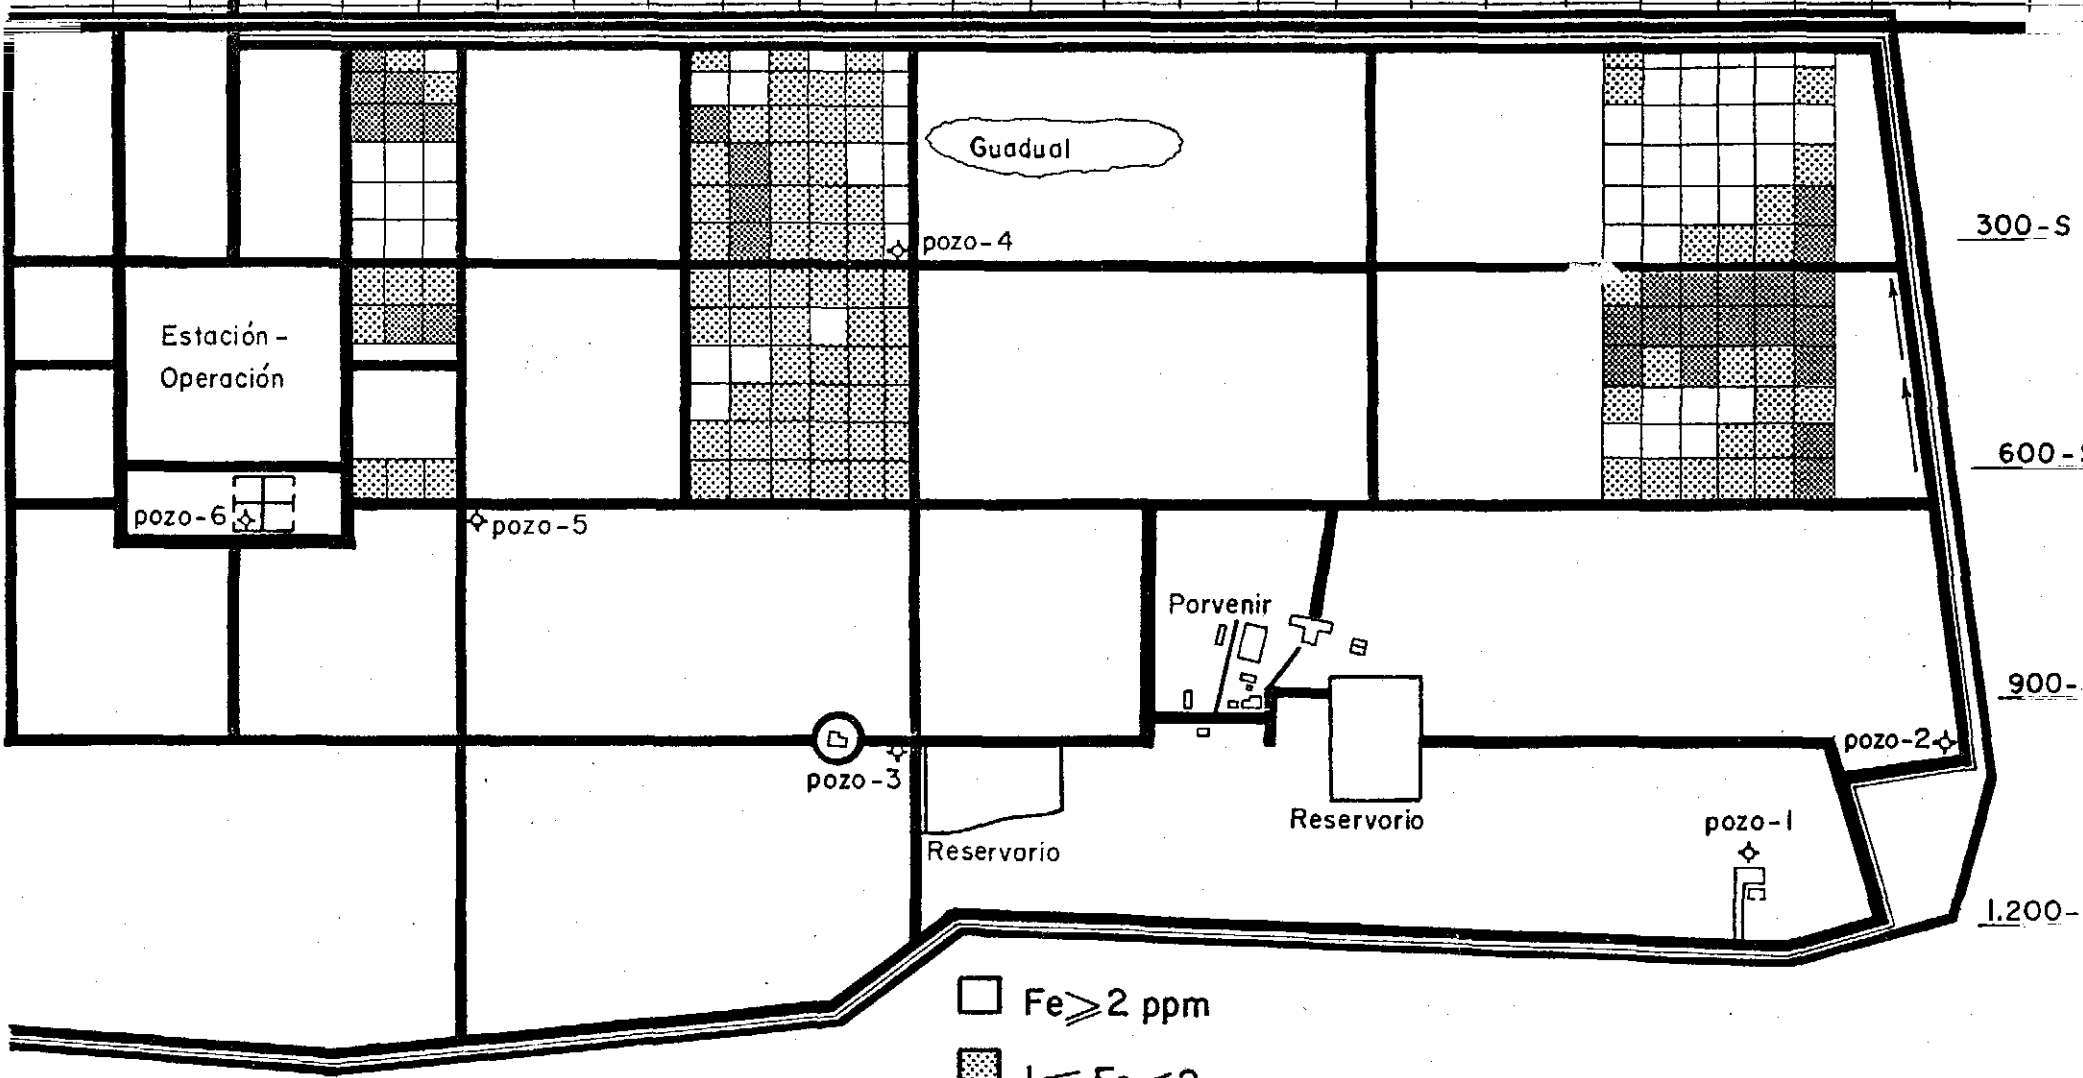 Guadual
300-S
pozo-4
Estación-
Operación
600-S
pozo-6
pozo-5
Porvenir
900-
pozo-2
pozo-3
Reservorio
pozo-1
Reservorio
1.200-
Fe⩾2 ppm